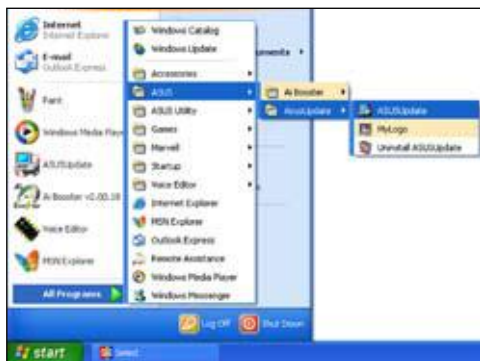 Internet
Internet Explorer
E-mail
Outlook Express
Paint
Windows Media Player
ASUSUpdate
Ai Booster v2.00.18
Voice Editor
MSN Explorer
All Programs
Windows Catalog
Windows Update
Accessories
ASUS
ASUS Utility
Games
Marvell
Startup
Voice Editor
Internet Explorer
MSN Explorer
Outlook Express
Remote Assistance
Windows Media Player
Windows Messenger
Ai Booster
AsusUpdate
ASUSUpdate
MyLogo
Uninstall ASUSUpdate
Log Off
Shut Down
start